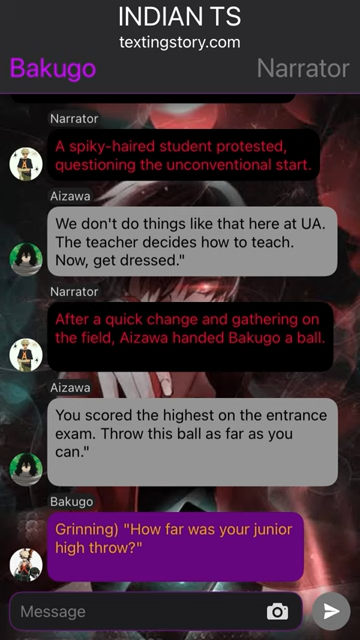 INDIAN TS
textingstory.com
Bakugo
Narrator
Narrator
A spiky-haired student protested,
questioning the unconventional start.
Aizawa
We don't do things like that here at UA.
The teacher decides how to teach.
Now, get dressed."
Narrator
After a quick change and gathering on
the field, Aizawa handed Bakugo a ball.
Aizawa
You scored the highest on the entrance
exam. Throw this ball as far as you
can."
Bakugo
Grinning) "How far was your junior
high throw?"
Message